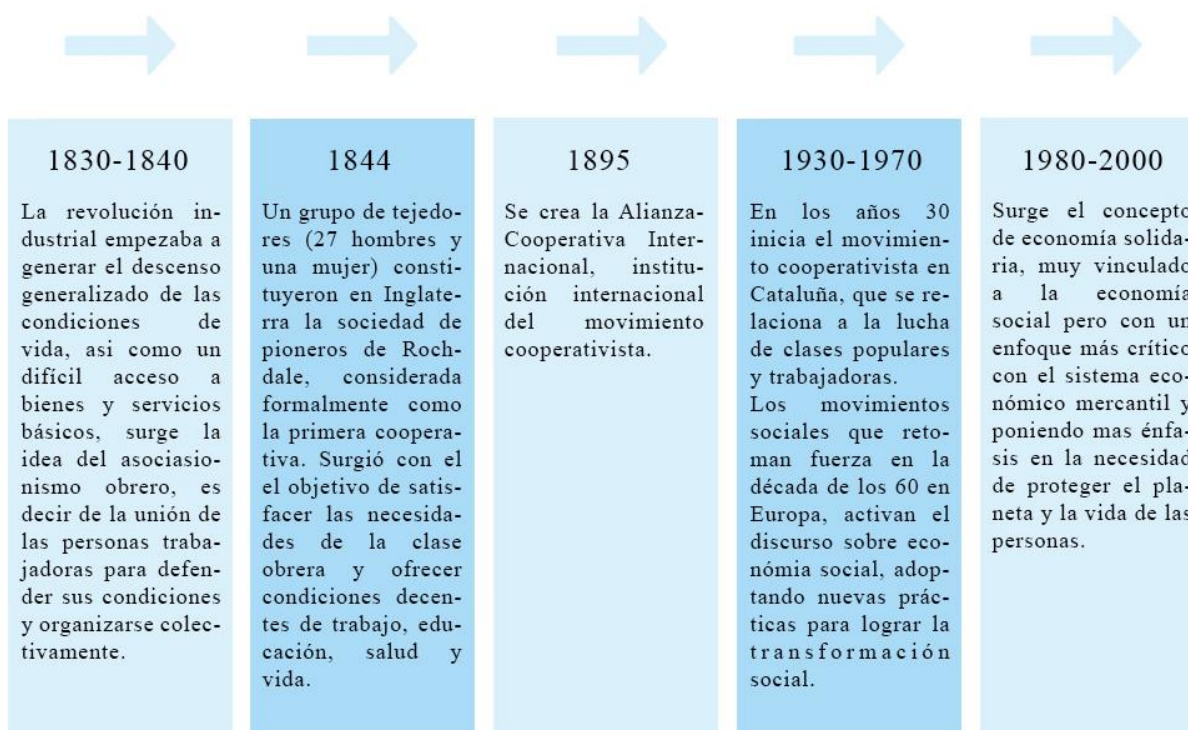 1830-1840
La revolución in-
dustrial empezaba a
generar el descenso
generalizado de las
condiciones de
vida, asi como un
difícil acceso a
bienes y servicios
básicos, surge la
idea del asociasio-
nismo obrero, es
decir de la unión de
las personas traba-
jadoras para defen-
der sus condiciones
y organizarse colec-
tivamente.
1844
Un grupo de tejedo-
res (27 hombres y
una mujer) consti-
tuyeron en Inglate-
rra la sociedad de
pioneros de Roch-
dale, considerada
formalmente como
la primera coopera-
tiva. Surgió con el
el objetivo de satis-
facer las necesida-
des de la clase
obrera y ofrecer
condiciones decen-
tes de trabajo, edu-
cación, salud y
vida.
1895
Se crea la Alianza-
Cooperativa Inter-
nacional, institu-
ción internacional
del movimiento
cooperativista.
1930-1970
En los años 30
inicia el movimien-
to cooperativista en
Cataluña, que se re-
laciona a la lucha
de clases populares
y trabajadoras.
Los movimientos
sociales que reto-
man fuerza en la
década de los 60 en
Europa, activan el
discurso sobre eco-
nómia social, adop-
tando nuevas prác-
ticas para lograr la
transformación
social.
1980-2000
Surge el concepto
de economía solida-
ria, muy vinculado
a la economía
social pero con un
enfoque más crítico
con el sistema eco-
nómico mercantil y
poniendo mas énfa-
sis en la necesidad
de proteger el pla-
neta y la vida de las
personas.